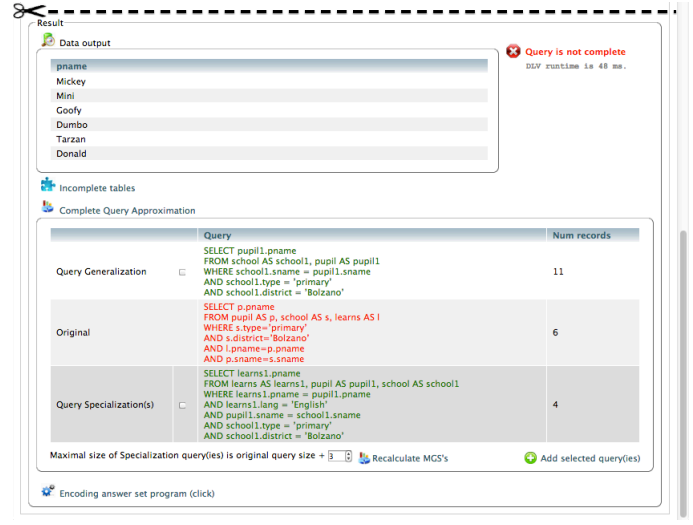 Result
Data output
Query is not complete
DLV runtime is 48 ms.
pname
Mickey
Mini
Goofy
Dumbo
Tarzan
Donald
Incomplete tables
Complete Query Approximation
Query Num records
Query Generalization
SELECT pupil1.pname
FROM school AS school1, pupil AS pupil1
WHERE school1.sname = pupil1.sname
AND school1.type = 'primary'
AND school1.district = 'Bolzano'
11
Original
SELECT p.pname
FROM pupil AS p, school AS s, learns AS l
WHERE s.type='primary'
AND s.district='Bolzano'
AND l.pname=p.pname
AND p.sname=s.sname
6
Query Specialization(s)
SELECT learns1.pname
FROM learns AS learns1, pupil AS pupil1, school AS school1
WHERE learns1.pname = pupil1.pname
AND learns1.lang = 'English'
AND pupil1.sname = school1.sname
AND school1.type = 'primary'
AND school1.district = 'Bolzano'
4
Maximal size of Specialization query(ies) is original query size + 3 Recalculate MGS's Add selected query(ies)
Encoding answer set program (click)